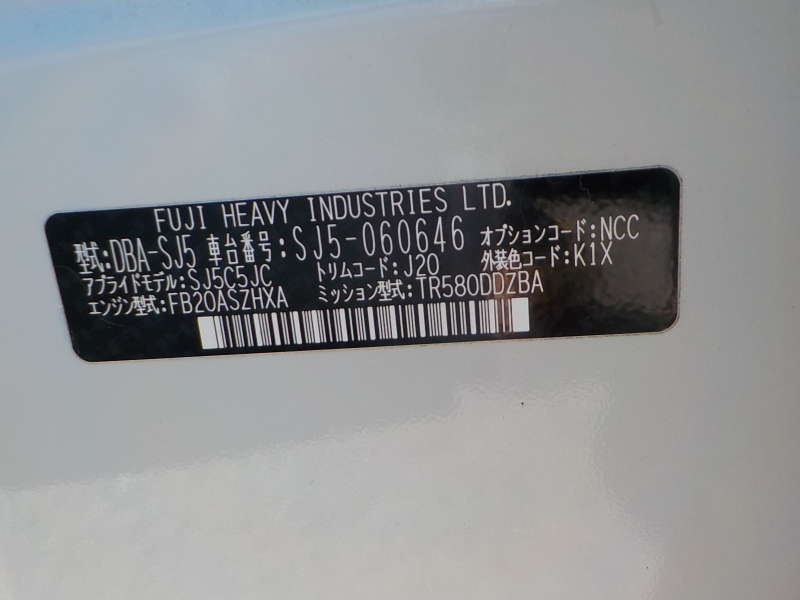 FUJI HEAVY INDUSTRIES LTD.
型式:DBA-SJ5 車台番号:SJ5-060646 オプションコード:NCC
アプライドモデル:SJ5C5JC トリムコード:J20 外装色コード:K1X
エンジン型式:FB20ASZHXA ミッション型式:TR580DDZBA